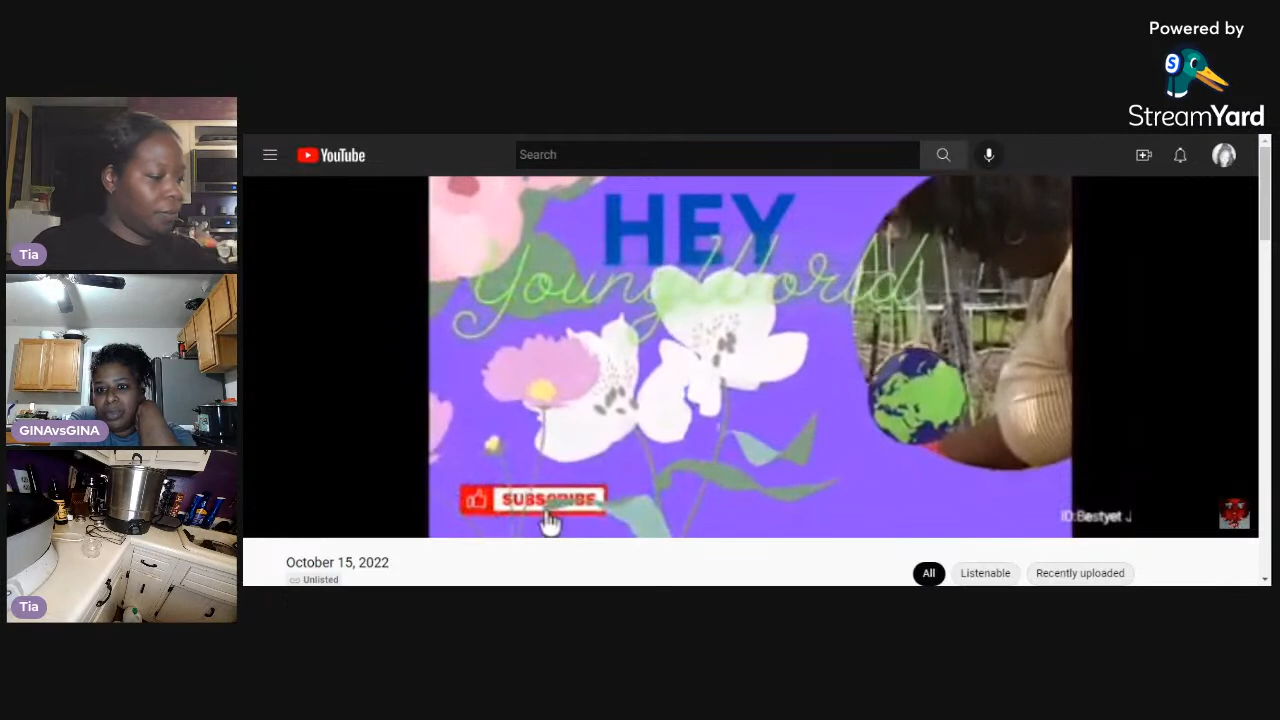 Powered by
S
StreamYard
YouTube
Search
HEY
Young World
SUBSCRIBE
ID:Bestyet J
October 15, 2022
Unlisted
All
Listenable
Recently uploaded
Tia
GINAvsGINA
Tia